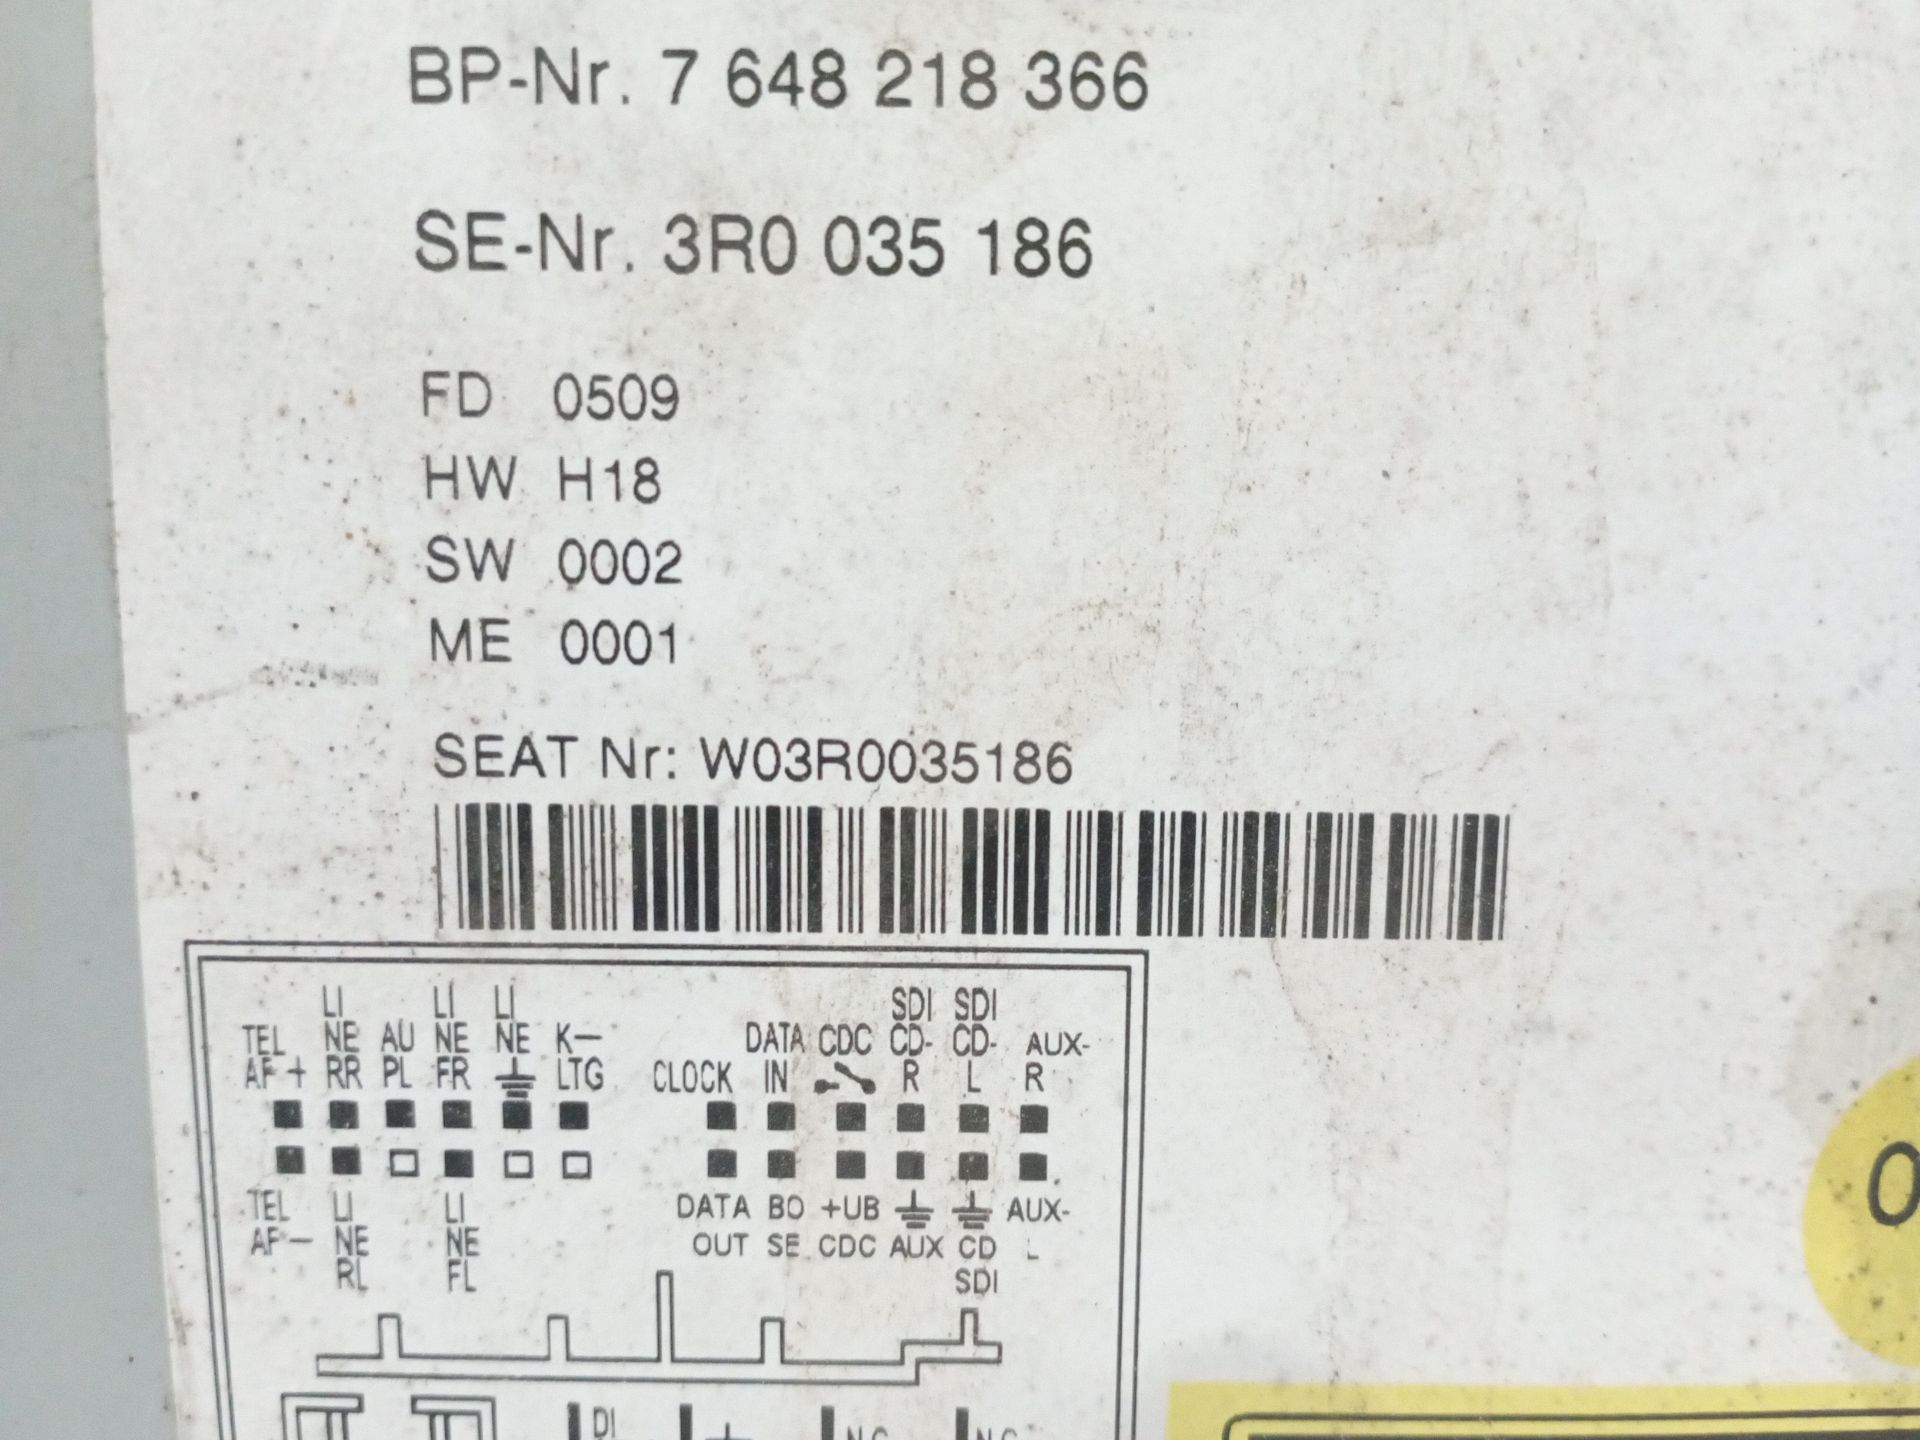 BP-Nr. 7 648 218 366
SE-Nr. 3R0 035 186
FD 0509
HW H18
SW 0002
ME 0001
SEAT Nr: W03R0035186
LI LI LI SDI SDI
TEL NE AU NE NE K— DATA CDC CD- CD- AUX-
AF+ RR PL FR LTG CLOCK IN R L R
TEL LI LI DATA BO +UB AUX-
AF— NE NE OUT SE CDC AUX CD L
RL FL SDI
0
DI
+ N.C N.C